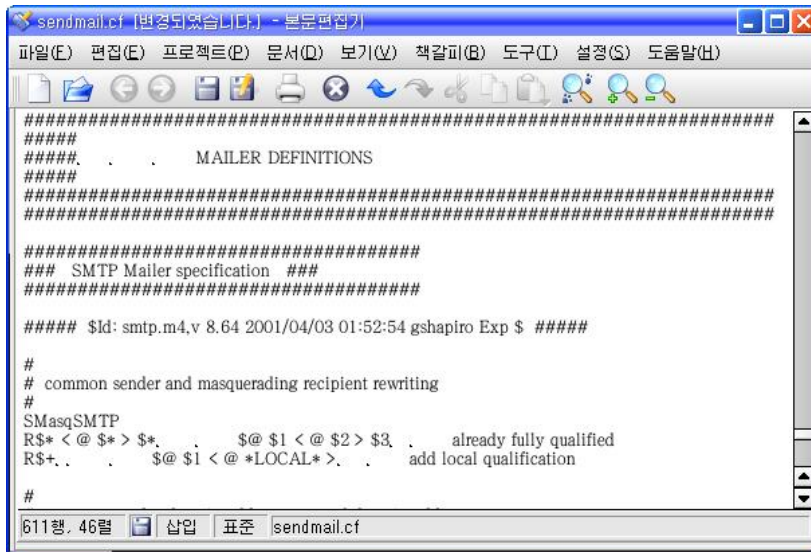 sendmail.cf [변경되었습니다.] - 본문편집기
파일(F) 편집(E) 프로젝트(P) 문서(D) 보기(V) 책갈피(B) 도구(T) 설정(S) 도움말(H)
######################################################################
#####
#####, , , MAILER DEFINITIONS
#####
######################################################################
######################################################################
#####################################
### SMTP Mailer specification ###
#####################################
##### $Id: smtp.m4,v 8.64 2001/04/03 01:52:54 gshapiro Exp $ #####
#
# common sender and masquerading recipient rewriting
#
SMasqSMTP
R$* < @ $* > $*, , $@ $1 < @ $2 > $3, , already fully qualified
R$+, , , $@ $1 < @ *LOCAL* >, , add local qualification
#
611행, 46렬 삽입 표준 sendmail.cf